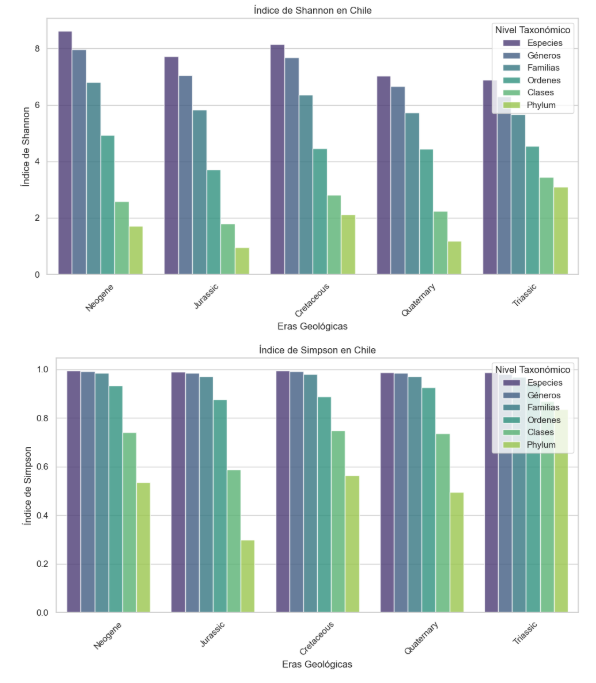 Índice de Shannon en Chile
Nivel Taxonómico
Especies
Géneros
Familias
Ordenes
Clases
Phylum
Índice de Shannon
8
6
4
2
0
Neogene
Jurassic
Cretaceous
Quaternary
Triassic
Eras Geológicas
Índice de Simpson en Chile
Nivel Taxonómico
Especies
Géneros
Familias
Ordenes
Clases
Phylum
Índice de Simpson
1.0
0.8
0.6
0.4
0.2
0.0
Neogene
Jurassic
Cretaceous
Quaternary
Triassic
Eras Geológicas